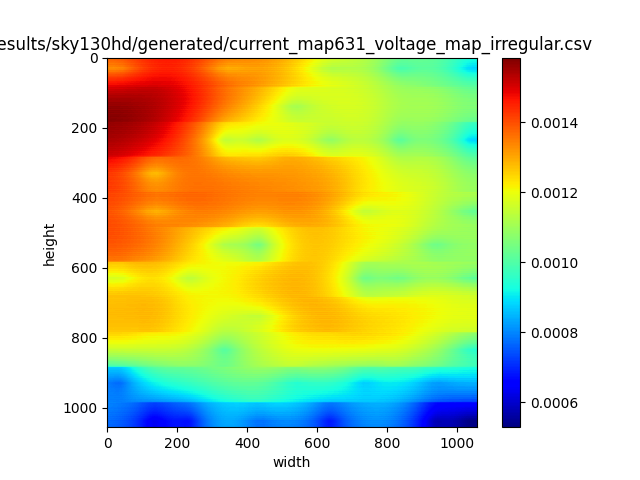 esults/sky130hd/generated/current_map631_voltage_map_irregular.csv
0
200
400
600
800
1000
height
0 200 400 600 800 1000
width
0.0014
0.0012
0.0010
0.0008
0.0006